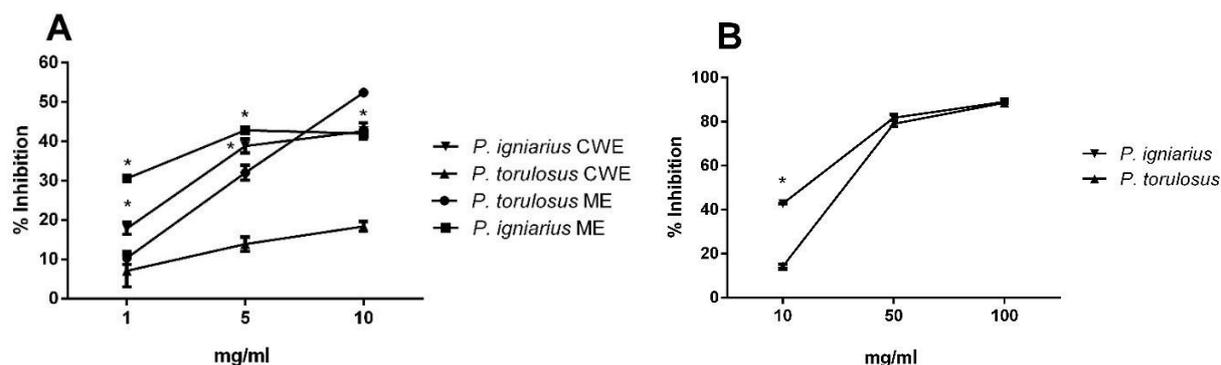 A
% Inhibition
60
50
40
30
20
10
0
* * * * *
1 5 10
mg/ml
P. igniarius CWE
P. torulosus CWE
P. torulosus ME
P. igniarius ME
B
% Inhibition
100
80
60
40
20
0
*
10 50 100
mg/ml
P. igniarius
P. torulosus